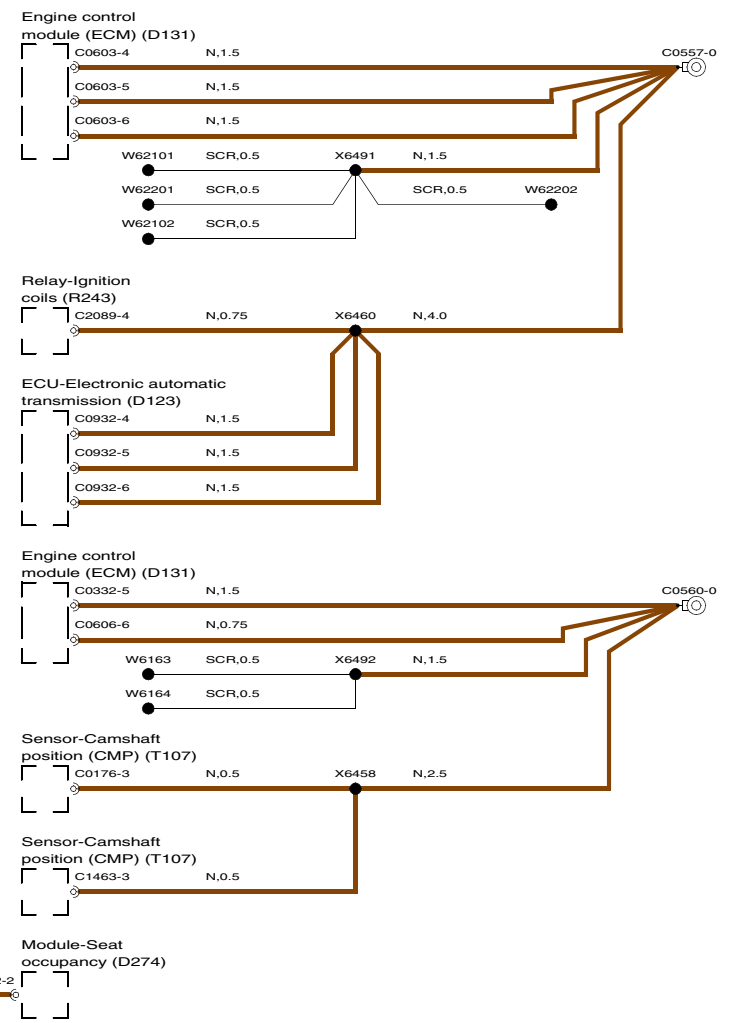 Engine control
module (ECM) (D131)
C0603-4 N,1.5 C0557-0
C0603-5 N,1.5
C0603-6 N,1.5
W62101 SCR,0.5 X6491 N,1.5
W62201 SCR,0.5 SCR,0.5 W62202
W62102 SCR,0.5
Relay-Ignition
coils (R243)
C2089-4 N,0.75 X6460 N,4.0
ECU-Electronic automatic
transmission (D123)
C0932-4 N,1.5
C0932-5 N,1.5
C0932-6 N,1.5
Engine control
module (ECM) (D131)
C0332-5 N,1.5 C0560-0
C0606-6 N,0.75
W6163 SCR,0.5 X6492 N,1.5
W6164 SCR,0.5
Sensor-Camshaft
position (CMP) (T107)
C0176-3 N,0.5 X6458 N,2.5
Sensor-Camshaft
position (CMP) (T107)
C1463-3 N,0.5
Module-Seat
occupancy (D274)
-2